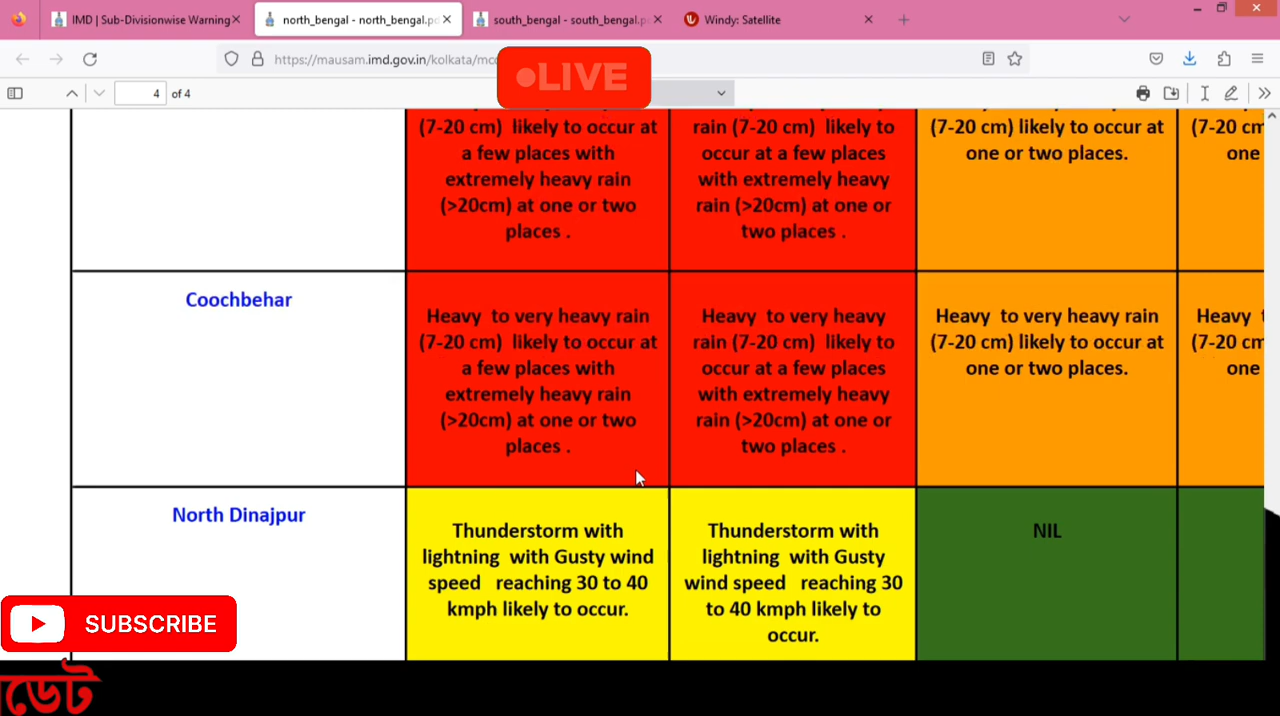 IMD | Sub-Divisionwise Warning
north_bengal - north_bengal.pd
south_bengal - south_bengal.p
Windy: Satellite
https://mausam.imd.gov.in/kolkata/mc
LIVE
4 of 4
(7-20 cm) likely to occur at
a few places with
extremely heavy rain
(>20cm) at one or two
places .
rain (7-20 cm) likely to
occur at a few places
with extremely heavy
rain (>20cm) at one or
two places .
(7-20 cm) likely to occur at
one or two places.
(7-20 cm
one
Coochbehar
Heavy to very heavy rain
(7-20 cm) likely to occur at
a few places with
extremely heavy rain
(>20cm) at one or two
places .
Heavy to very heavy
rain (7-20 cm) likely to
occur at a few places
with extremely heavy
rain (>20cm) at one or
two places .
Heavy to very heavy rain
(7-20 cm) likely to occur at
one or two places.
Heavy
(7-20 cm
one
North Dinajpur
Thunderstorm with
lightning with Gusty wind
speed reaching 30 to 40
kmph likely to occur.
Thunderstorm with
lightning with Gusty
wind speed reaching 30
to 40 kmph likely to
occur.
NIL
SUBSCRIBE
ডেট